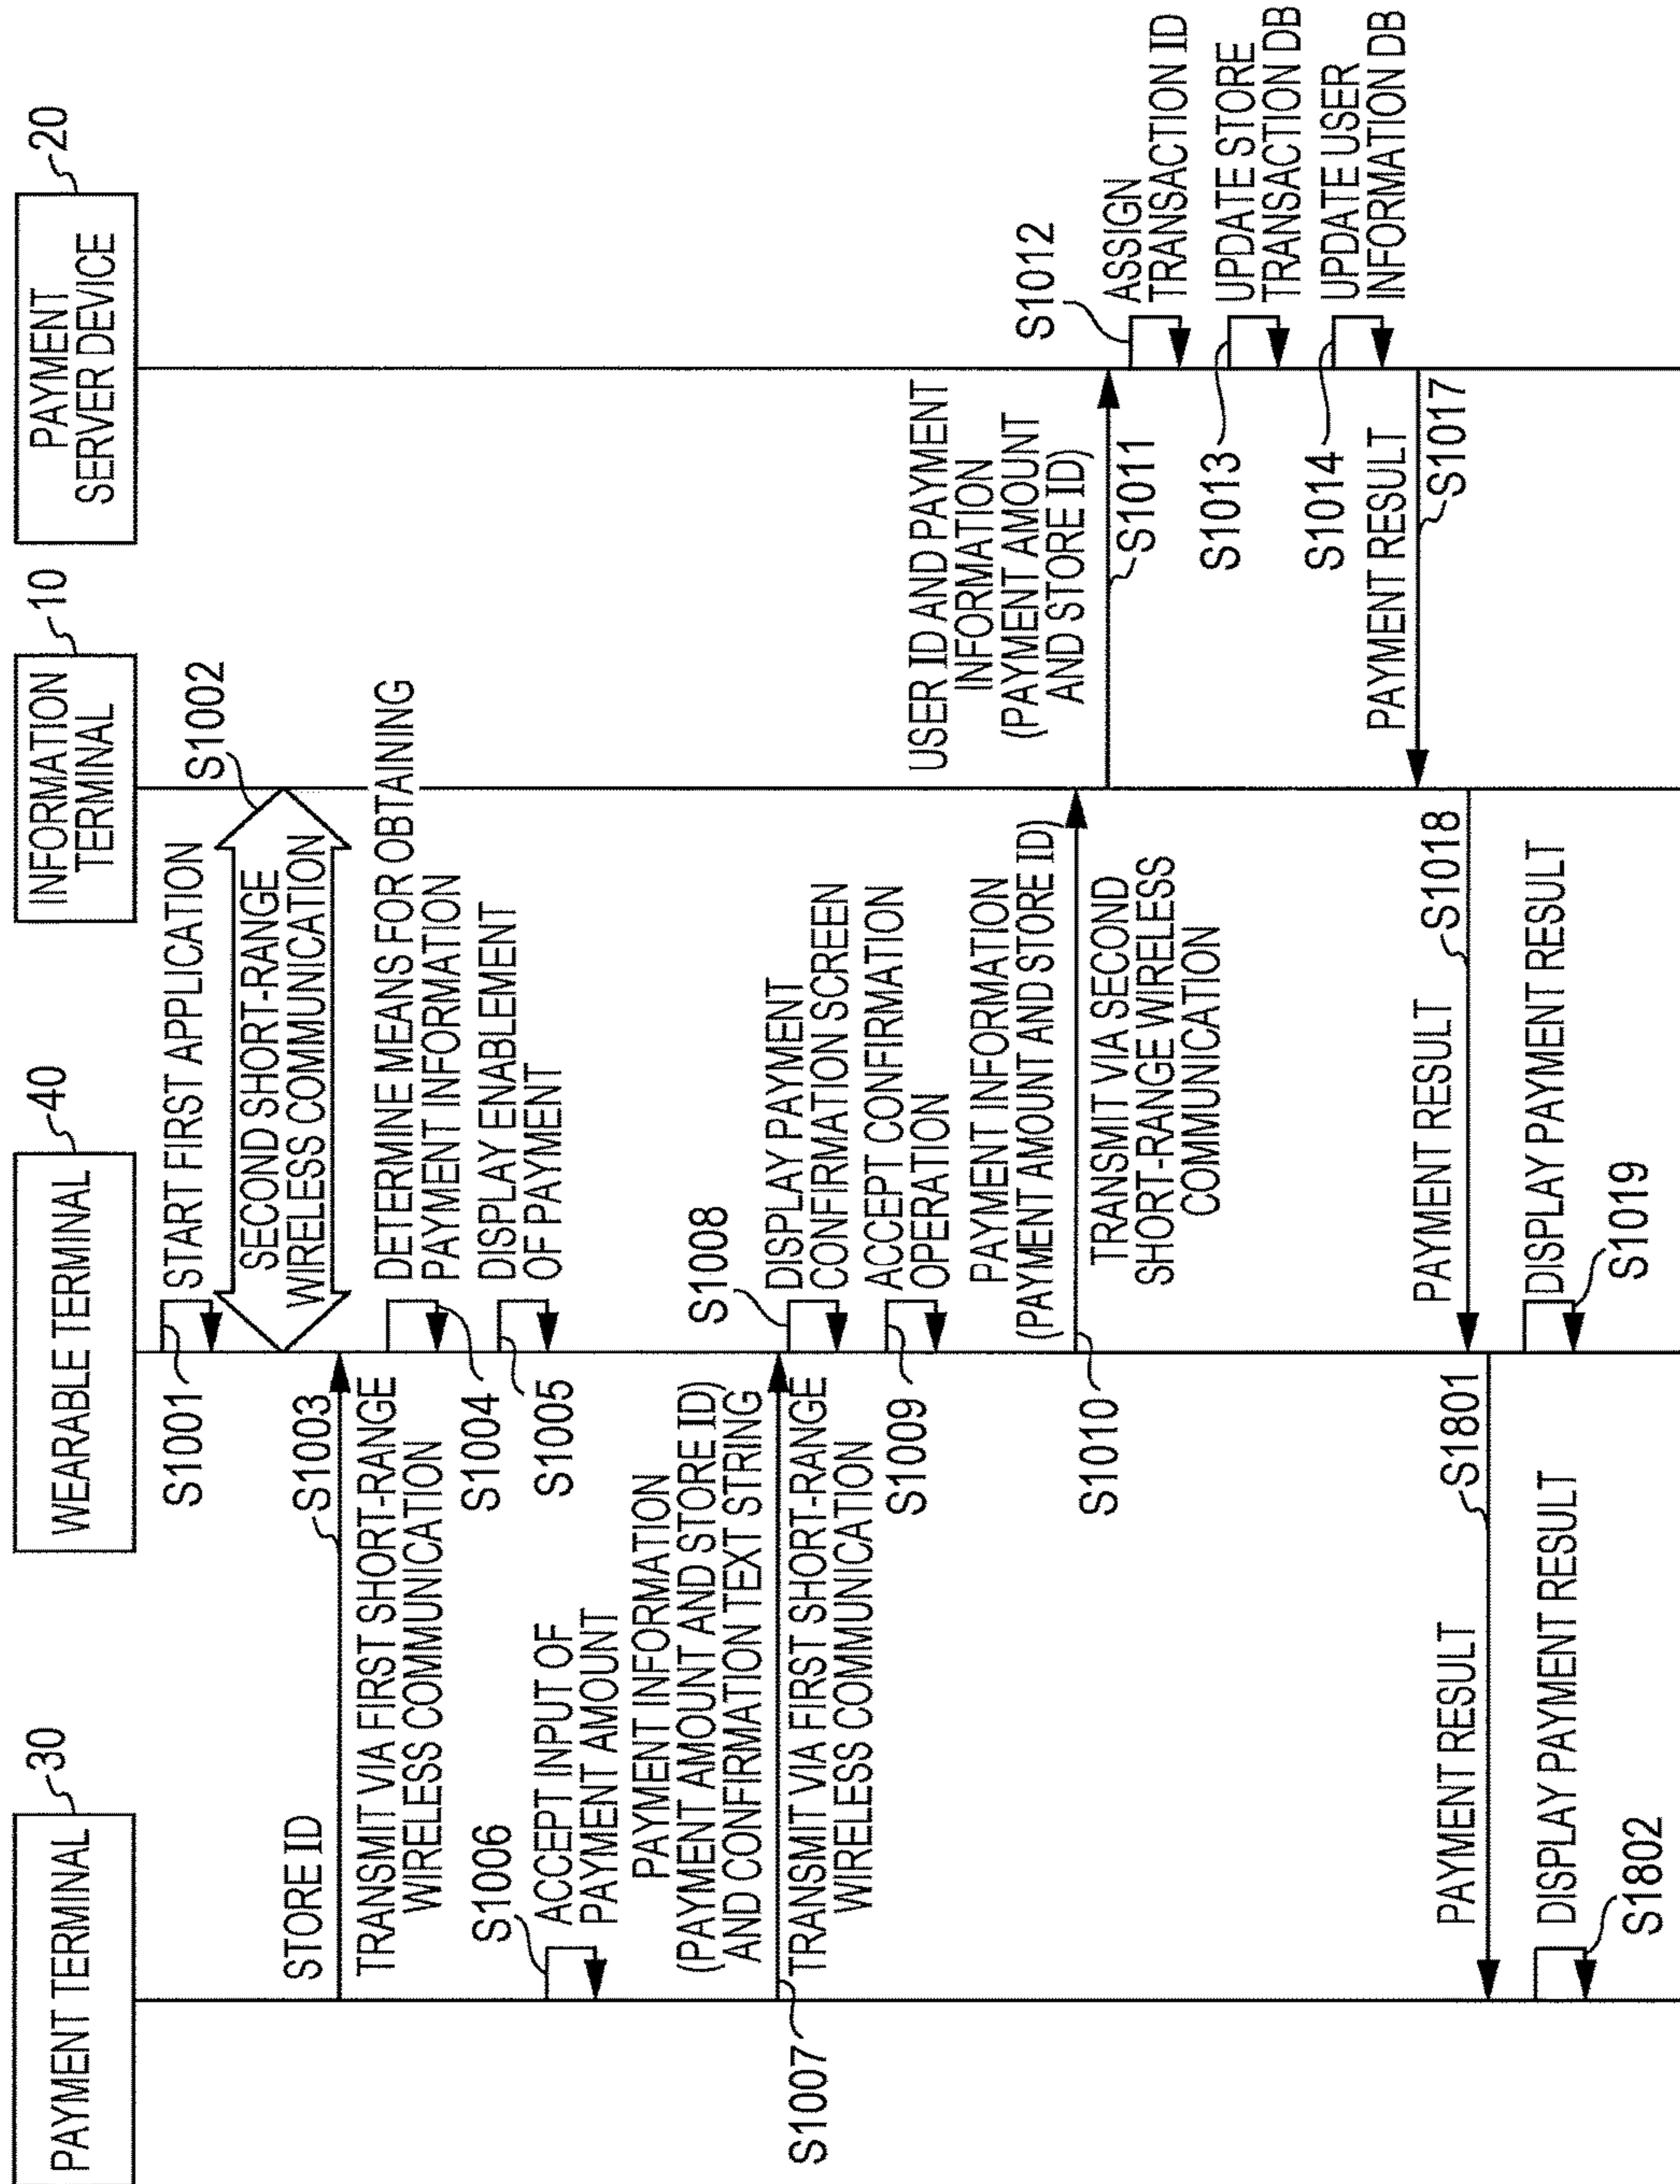 PAYMENT TERMINAL
30
WEARABLE TERMINAL
40
INFORMATION
TERMINAL
10
PAYMENT
SERVER DEVICE
20
S1001
START FIRST APPLICATION
S1002
SECOND SHORT-RANGE
WIRELESS COMMUNICATION
STORE ID
S1003
TRANSMIT VIA FIRST SHORT-RANGE
WIRELESS COMMUNICATION
DETERMINE MEANS FOR OBTAINING
PAYMENT INFORMATION
S1004
DISPLAY ENABLEMENT
OF PAYMENT
S1005
S1006
ACCEPT INPUT OF
PAYMENT AMOUNT
PAYMENT INFORMATION
(PAYMENT AMOUNT AND STORE ID)
AND CONFIRMATION TEXT STRING
S1007
TRANSMIT VIA FIRST SHORT-RANGE
WIRELESS COMMUNICATION
S1008
DISPLAY PAYMENT
CONFIRMATION SCREEN
ACCEPT CONFIRMATION
OPERATION
S1009
PAYMENT INFORMATION
(PAYMENT AMOUNT AND STORE ID)
S1010
TRANSMIT VIA SECOND
SHORT-RANGE WIRELESS
COMMUNICATION
USER ID AND PAYMENT
INFORMATION
(PAYMENT AMOUNT
AND STORE ID)
S1011
S1012
ASSIGN
TRANSACTION ID
S1013
UPDATE STORE
TRANSACTION DB
S1014
UPDATE USER
INFORMATION DB
PAYMENT RESULT
S1017
PAYMENT RESULT
S1018
PAYMENT RESULT
S1801
DISPLAY PAYMENT RESULT
S1019
DISPLAY PAYMENT RESULT
S1802